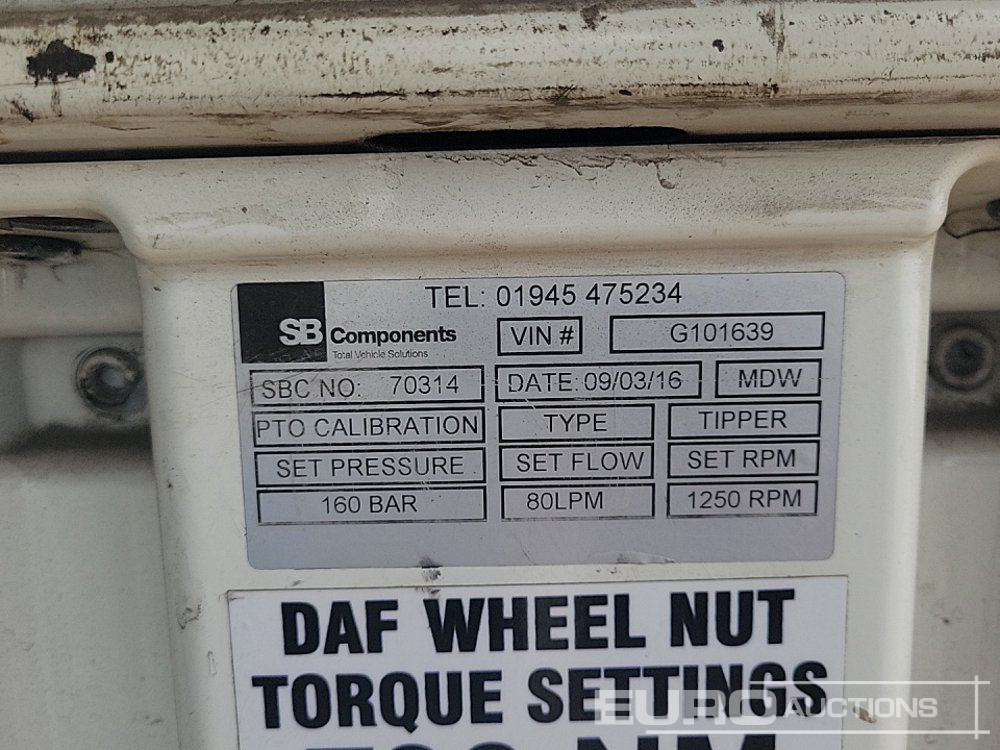 TEL: 01945 475234
SB Components
Total Vehicle Solutions
VIN # G101639
SBC NO: 70314 DATE: 09/03/16 MDW
PTO CALIBRATION TYPE TIPPER
SET PRESSURE SET FLOW SET RPM
160 BAR 80LPM 1250 RPM
DAF WHEEL NUT
TORQUE SETTINGS
NM
EURO AUCTIONS